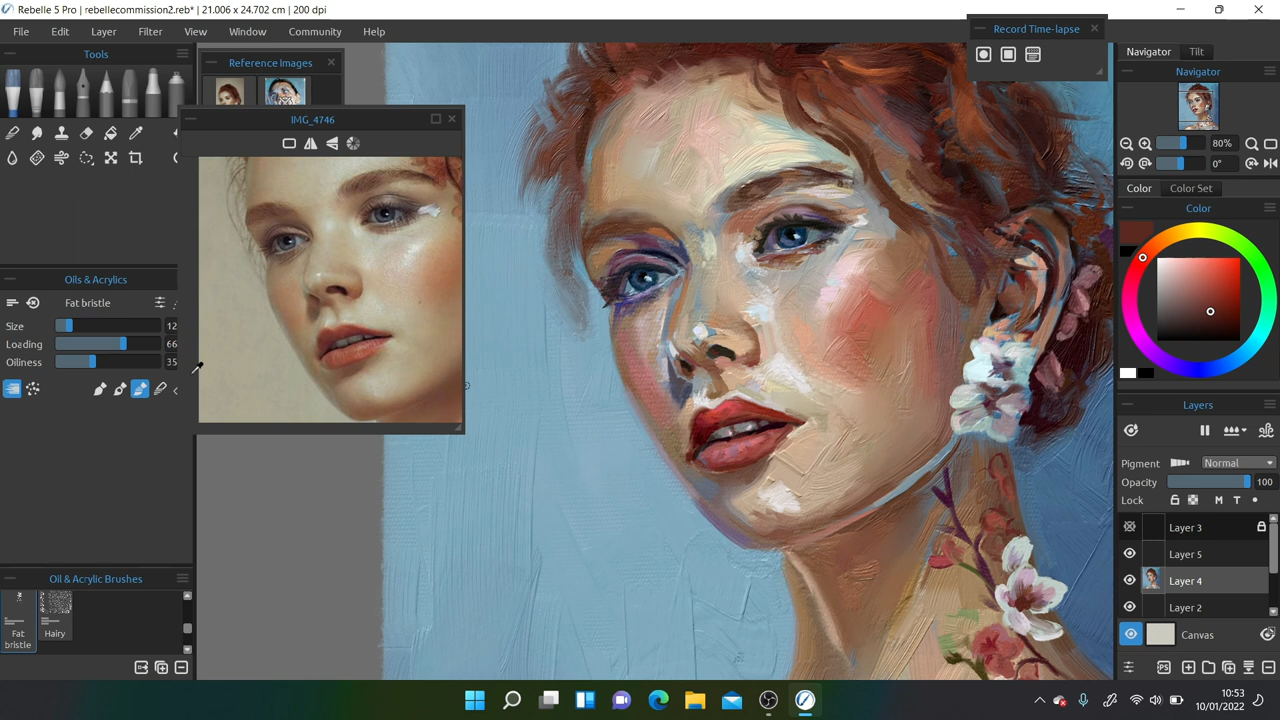 Rebelle 5 Pro | rebellecommission2.reb* | 21.006 x 24.702 cm | 200 dpi
File Edit Layer Filter View Window Community Help
Record Time-lapse
Tools
Reference Images
IMG_4746
Navigator Tilt
Navigator
80%
0°
Color Color Set
Color
Oils & Acrylics
Fat bristle
Size 12
Loading 66
Oiliness 35
Layers
Pigment Normal
Opacity 100
Lock M T
Layer 3
Layer 5
Layer 4
Layer 2
Canvas
PS
Oil & Acrylic Brushes
Fat bristle
Hairy
10:53
10/01/2022